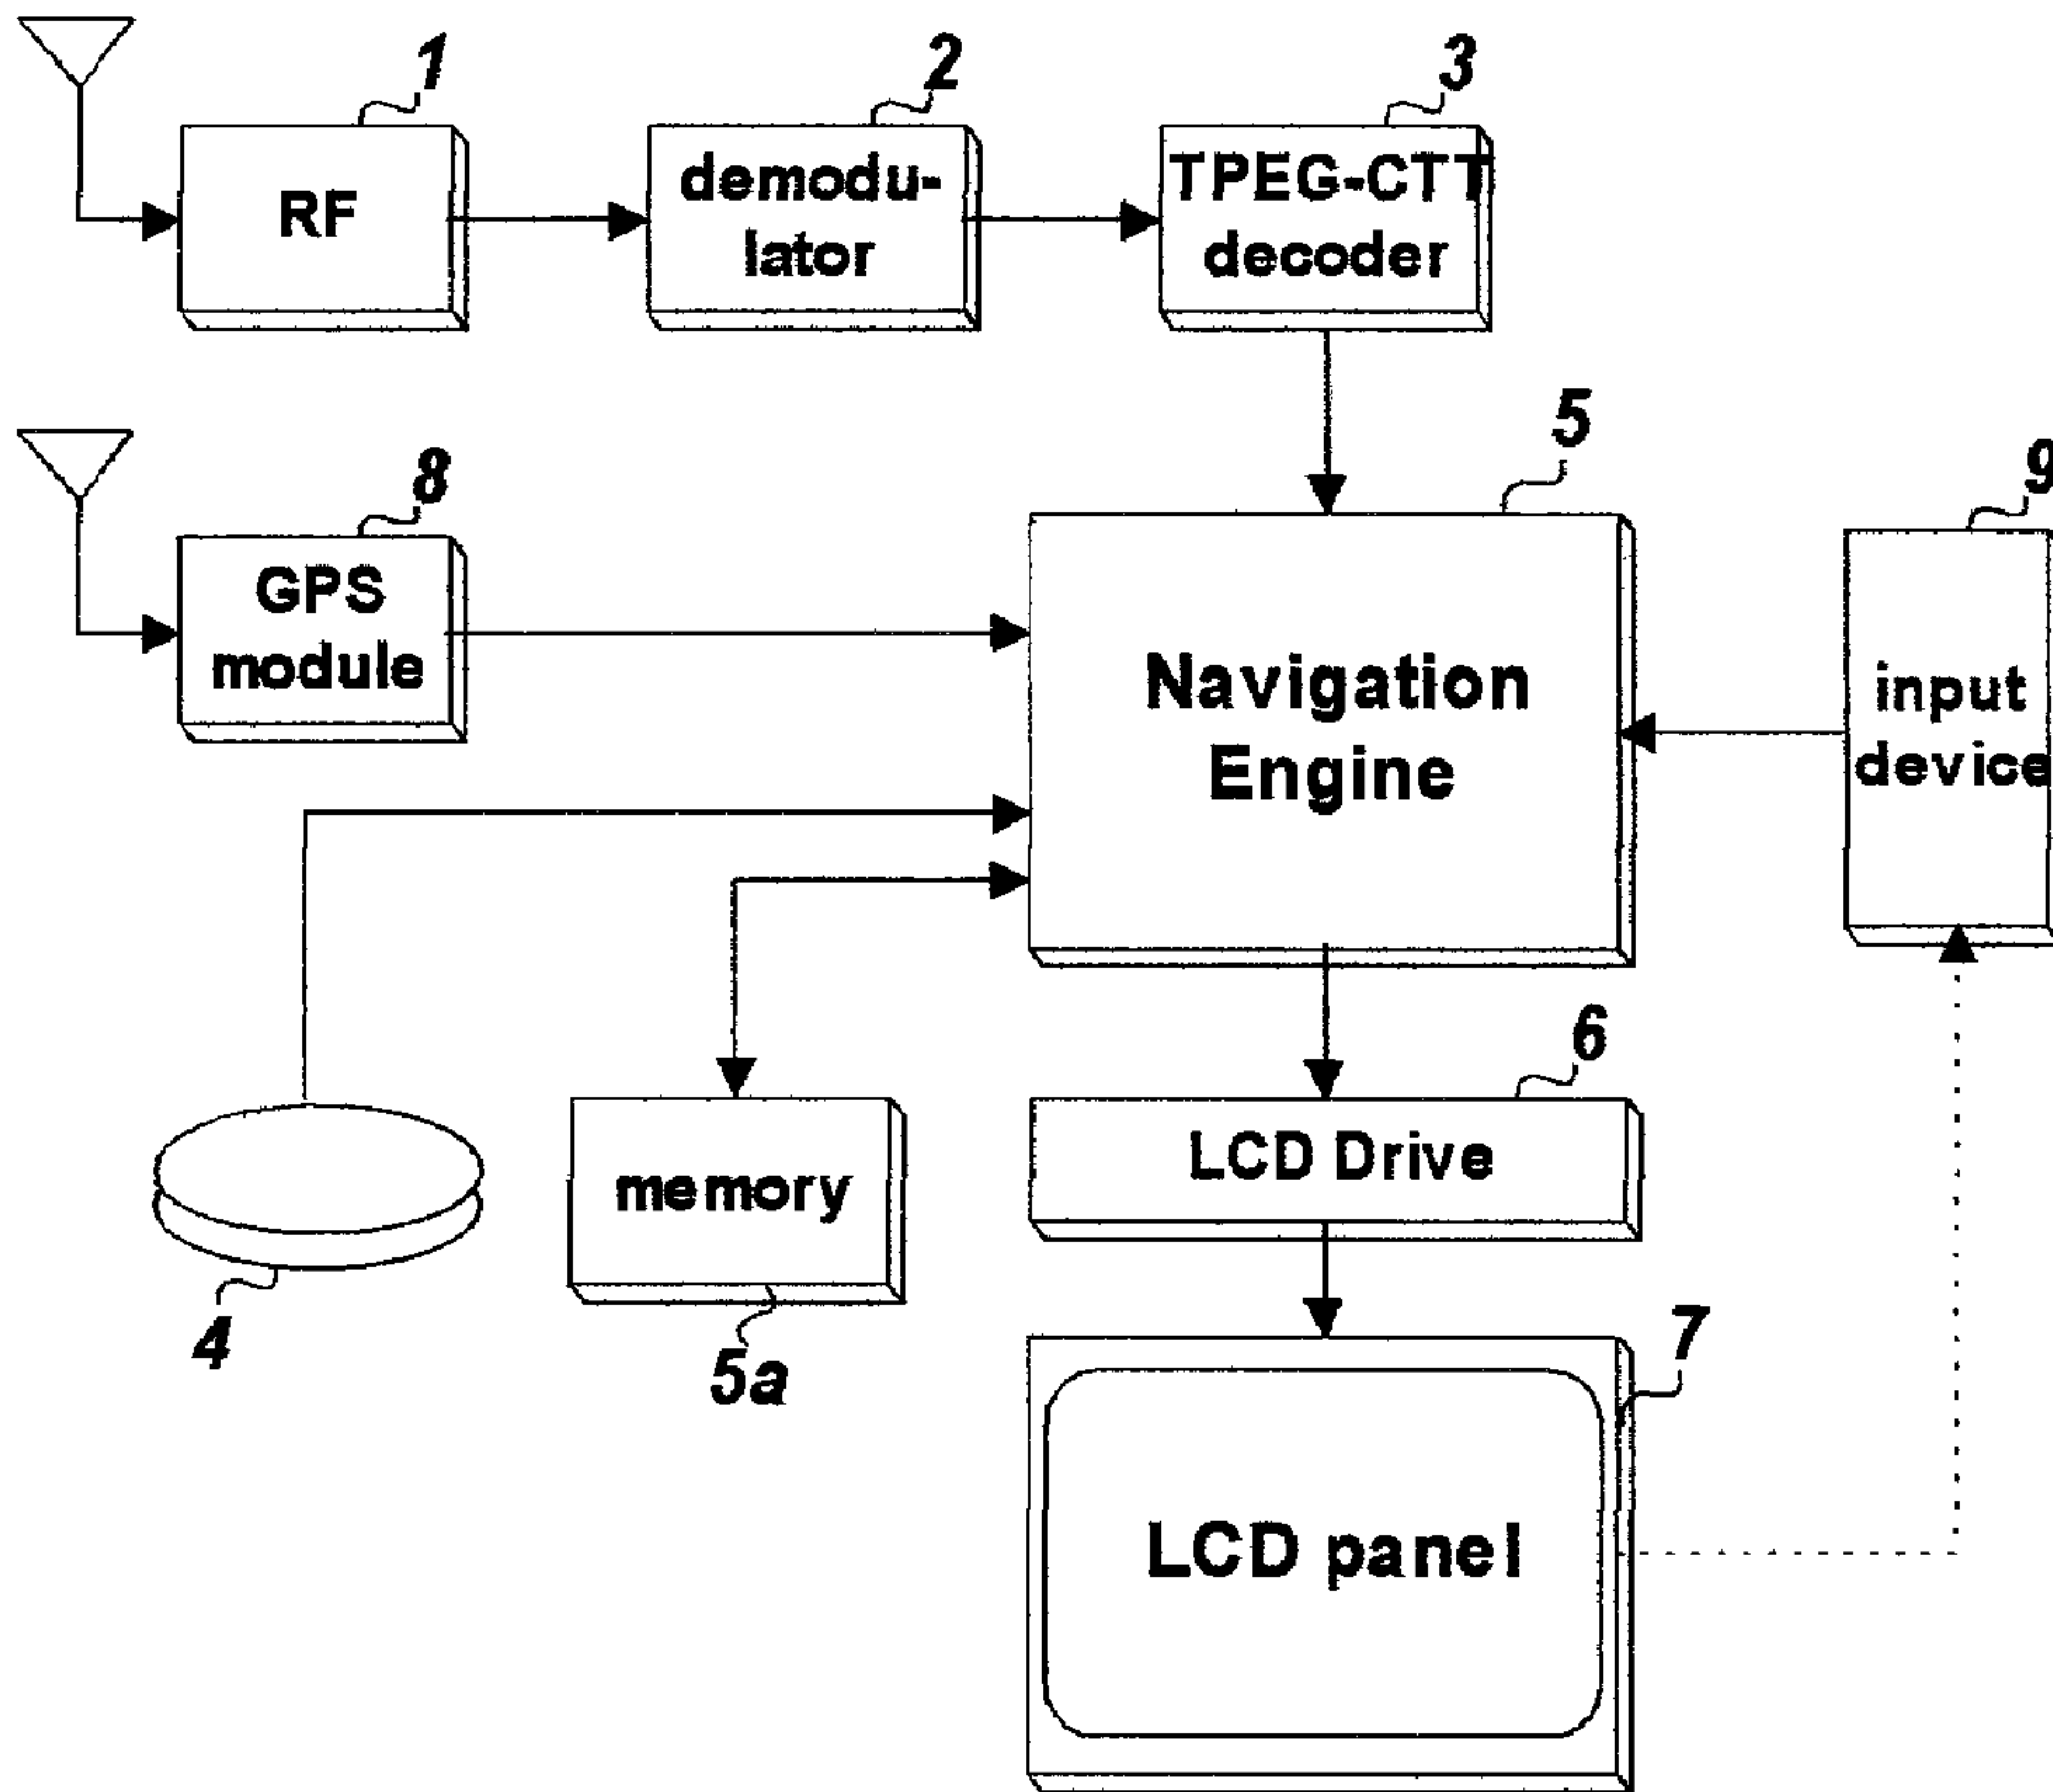 1
2
3
RF
demodu-
lator
TPEG-CTT
decoder
5
8
9
GPS
module
Navigation
Engine
input
device
6
memory
LCD Drive
4
5a
7
LCD panel